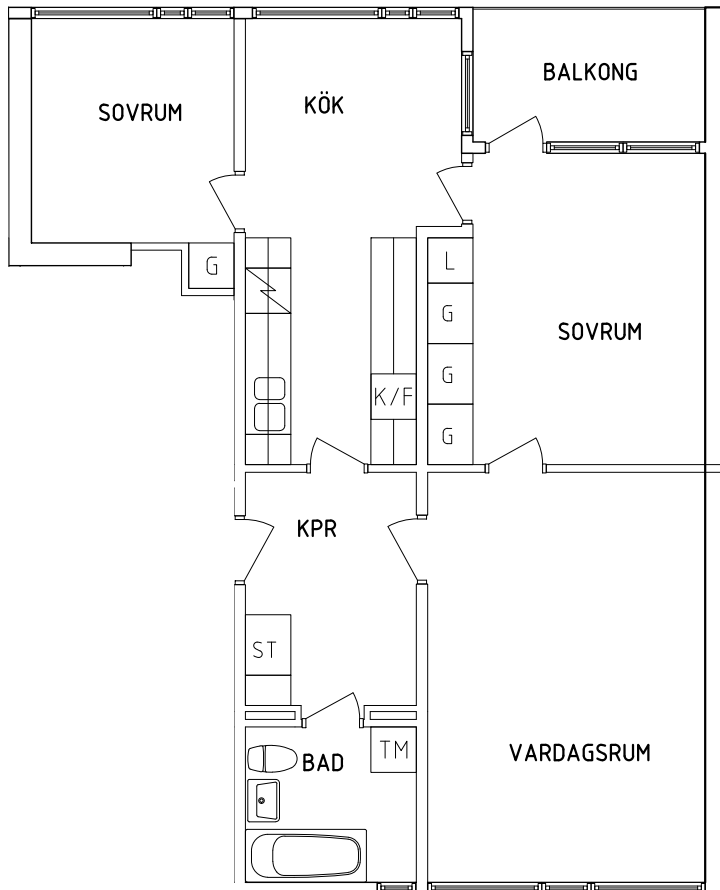 BALKONG
SOVRUM
KÖK
G
L
G
SOVRUM
G
K/F
G
KPR
ST
VARDAGSRUM
BAD
TM